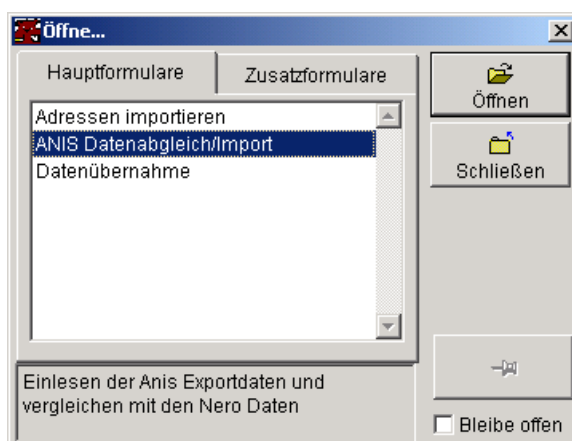 Öffne...
Hauptformulare
Zusatzformulare
Adressen importieren
ANIS Datenabgleich/Import
Datenübernahme
Öffnen
Schließen
Einlesen der Anis Exportdaten und
vergleichen mit den Nero Daten
Bleibe offen